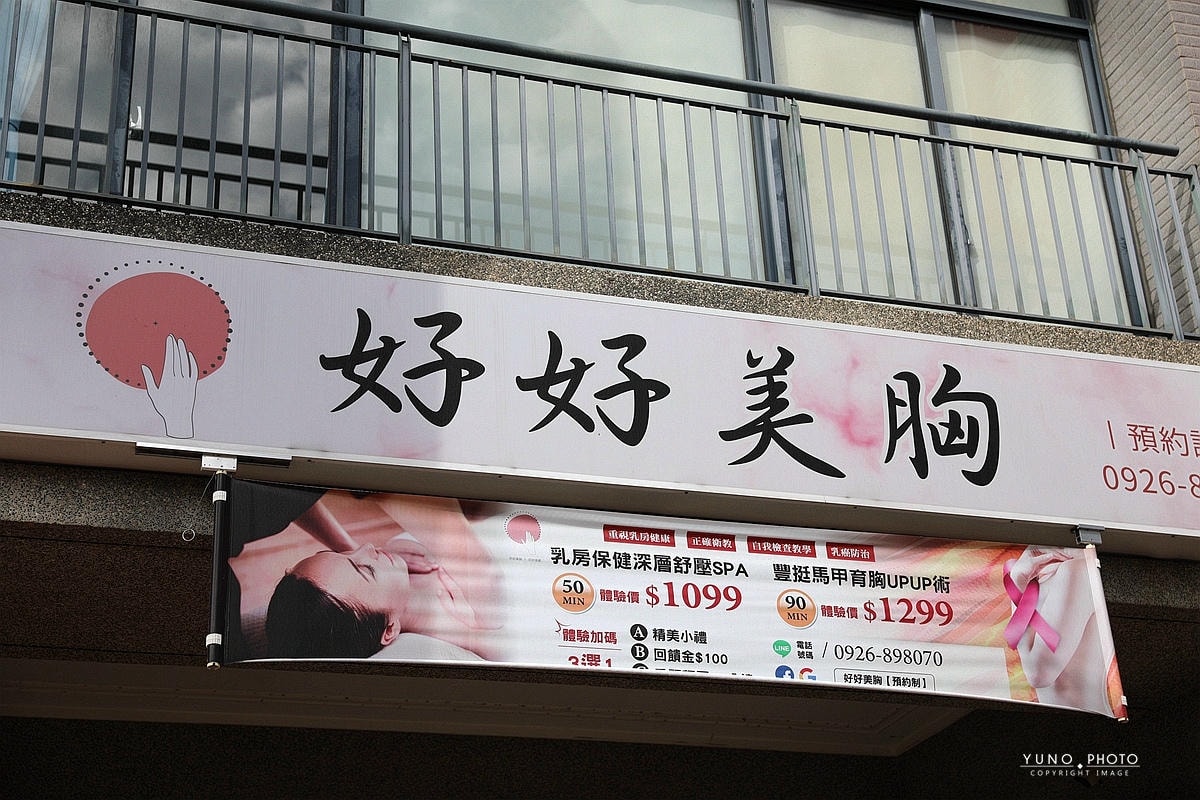 好好美胸
｜預約
0926-8
重視乳房健康 正確衛教 自我檢查教學 乳癌防治
乳房保健深層舒壓SPA
50 MIN 體驗價 $1099
豐挺馬甲育胸UPUP術
90 MIN 體驗價 $1299
體驗加碼
3選1
A 精美小禮
B 回饋金$100
LINE 電話號碼 / 0926-898070
好好美胸【預約制】
YUNO PHOTO
COPYRIGHT IMAGE